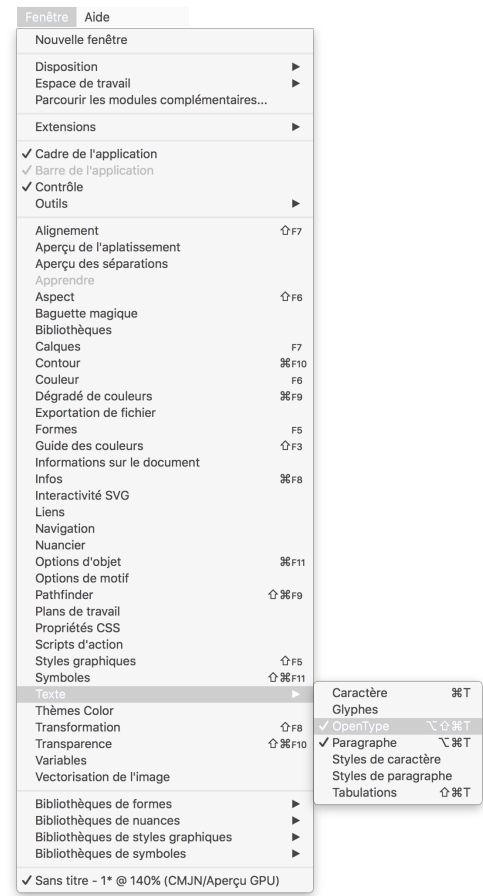 Fenêtre Aide
Nouvelle fenêtre
Disposition ▶
Espace de travail ▶
Parcourir les modules complémentaires...
Extensions ▶
✓ Cadre de l'application
✓ Barre de l'application
✓ Contrôle
Outils ▶
Alignement ⇧F7
Aperçu de l'aplatissement
Aperçu des séparations
Apprendre
Aspect ⇧F6
Baguette magique
Bibliothèques
Calques F7
Contour ⌘F10
Couleur F6
Dégradé de couleurs ⌘F9
Exportation de fichier
Formes F5
Guide des couleurs ⇧F3
Informations sur le document
Infos ⌘F8
Interactivité SVG
Liens
Navigation
Nuancier
Options d'objet ⌘F11
Options de motif
Pathfinder ⇧⌘F9
Plans de travail
Propriétés CSS
Scripts d'action
Styles graphiques ⇧F5
Symboles ⇧⌘F11
Texte ▶
Thèmes Color
Transformation ⇧F8
Transparence ⇧⌘F10
Variables
Vectorisation de l'image
Bibliothèques de formes ▶
Bibliothèques de nuances ▶
Bibliothèques de styles graphiques ▶
Bibliothèques de symboles ▶
✓ Sans titre - 1* @ 140% (CMJN/Aperçu GPU)
Caractère ⌘T
Glyphes
✓ OpenType ⌥⇧⌘T
✓ Paragraphe ⌥⌘T
Styles de caractère
Styles de paragraphe
Tabulations ⇧⌘T